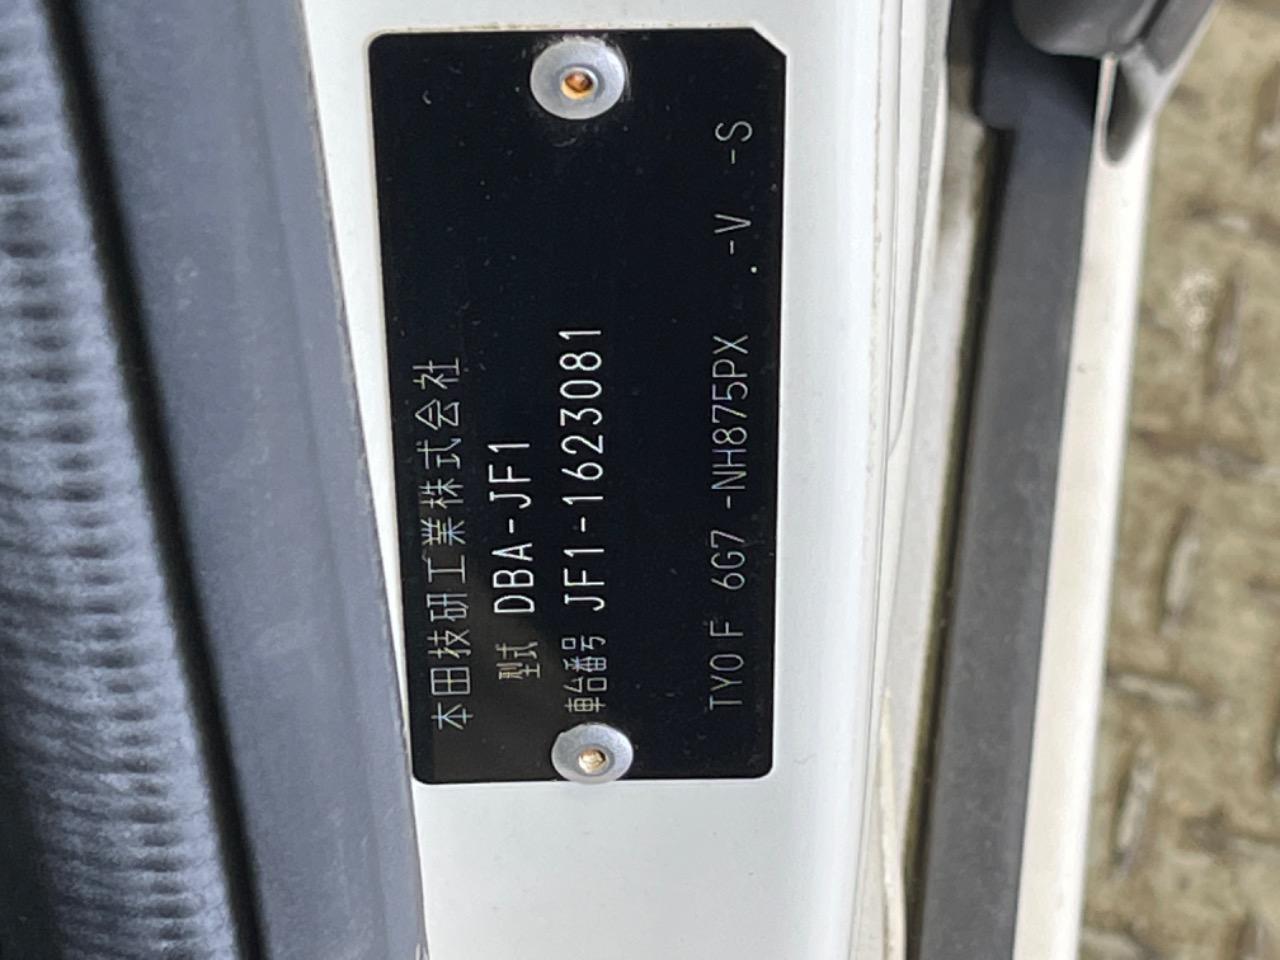 本田技研工業株式会社
型式 DBA-JF1
車台番号 JF1-1623081
TY0F 6G7 -NH875PX .-V -S